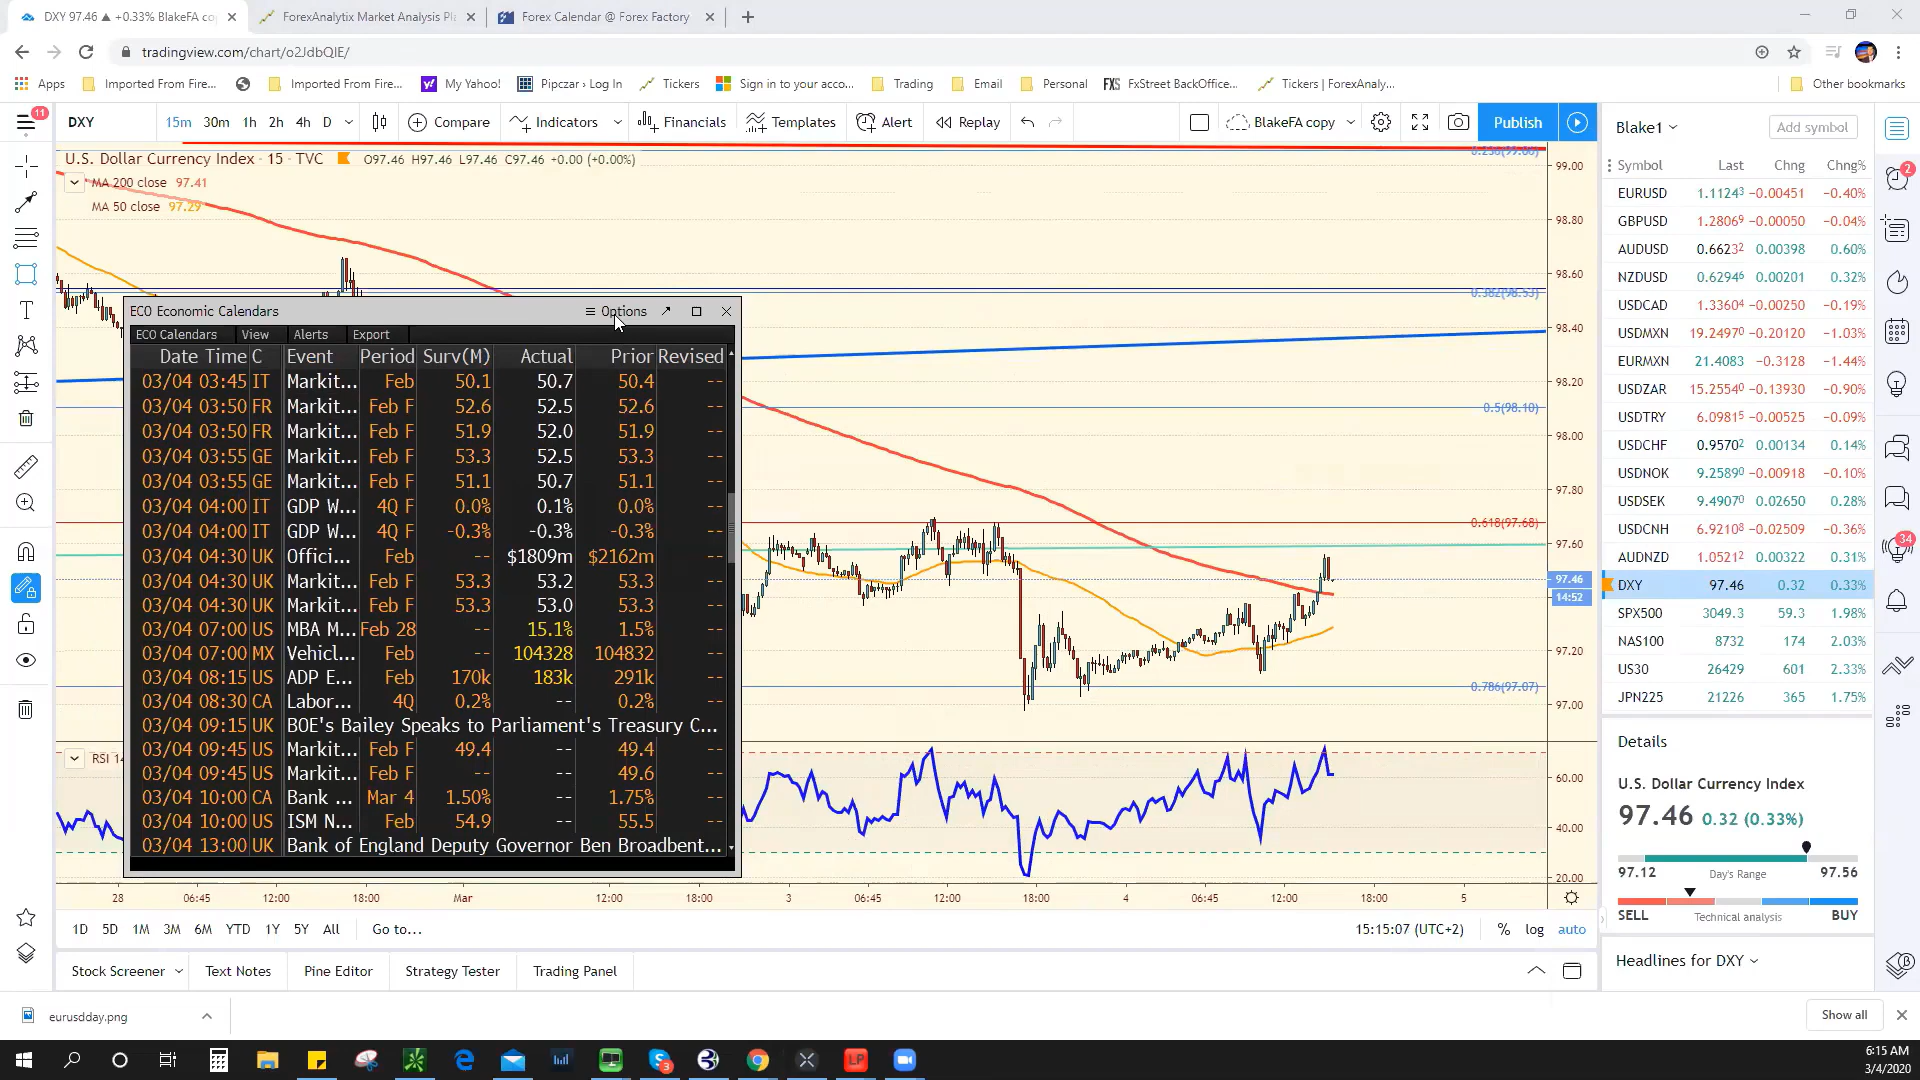 DXY 97.46 ▲ +0.33% BlakeFA co
ForexAnalytix Market Analysis Pla
Forex Calendar @ Forex Factory
tradingview.com/chart/o2JdbQIE/
Apps
Imported From Fire...
Imported From Fire...
My Yahoo!
Pipczar › Log In
Tickers
Sign in to your acco...
Trading
Email
Personal
FXS FxStreet BackOffice...
Tickers | ForexAnaly...
Other bookmarks
11
DXY
15m 30m 1h 2h 4h D
Compare
Indicators
Financials
Templates
Alert
Replay
BlakeFA copy
Publish
U.S. Dollar Currency Index · 15 · TVC
O97.46 H97.46 L97.46 C97.46 +0.00 (+0.00%)
MA 200 close 97.41
MA 50 close 97.29
ECO Economic Calendars
Options
ECO Calendars View Alerts Export
Date Time C Event Period Surv(M) Actual Prior Revised
03/04 03:45 IT Markit... Feb 50.1 50.7 50.4 --
03/04 03:50 FR Markit... Feb F 52.6 52.5 52.6 --
03/04 03:50 FR Markit... Feb F 51.9 52.0 51.9 --
03/04 03:55 GE Markit... Feb F 53.3 52.5 53.3 --
03/04 03:55 GE Markit... Feb F 51.1 50.7 51.1 --
03/04 04:00 IT GDP W... 4Q F 0.0% 0.1% 0.0% --
03/04 04:00 IT GDP W... 4Q F -0.3% -0.3% -0.3% --
03/04 04:30 UK Offici... Feb -- $1809m $2162m --
03/04 04:30 UK Markit... Feb F 53.3 53.2 53.3 --
03/04 04:30 UK Markit... Feb F 53.3 53.0 53.3 --
03/04 07:00 US MBA M... Feb 28 -- 15.1% 1.5% --
03/04 07:00 MX Vehicl... Feb -- 104328 104832 --
03/04 08:15 US ADP E... Feb 170k 183k 291k --
03/04 08:30 CA Labor... 4Q 0.2% -- 0.2% --
03/04 09:15 UK BOE's Bailey Speaks to Parliament's Treasury C...
03/04 09:45 US Markit... Feb F 49.4 -- 49.4 --
03/04 09:45 US Markit... Feb F -- -- 49.6 --
03/04 10:00 CA Bank ... Mar 4 1.50% -- 1.75% --
03/04 10:00 US ISM N... Feb 54.9 -- 55.5 --
03/04 13:00 UK Bank of England Deputy Governor Ben Broadbent...
RSI 14
0.382(98.53)
0.5(98.10)
0.618(97.68)
0.786(97.07)
99.00
98.80
98.60
98.40
98.20
98.00
97.80
97.60
97.46
14:52
97.20
97.00
60.00
40.00
20.00
28 06:45 12:00 18:00 Mar 12:00 18:00 3 06:45 12:00 18:00 4 06:45 12:00 18:00 5
1D 5D 1M 3M 6M YTD 1Y 5Y All Go to...
15:15:07 (UTC+2) % log auto
Stock Screener Text Notes Pine Editor Strategy Tester Trading Panel
Blake1
Add symbol
Symbol Last Chng Chng%
EURUSD 1.11243 −0.00451 −0.40%
GBPUSD 1.28069 −0.00050 −0.04%
AUDUSD 0.66232 0.00398 0.60%
NZDUSD 0.62946 0.00201 0.32%
USDCAD 1.33604 −0.00252 −0.19%
USDMXN 19.24970 −0.20120 −1.03%
EURMXN 21.4083 −0.3128 −1.44%
USDZAR 15.25540 −0.13930 −0.90%
USDTRY 6.09815 −0.00525 −0.09%
USDCHF 0.95702 0.00134 0.14%
USDNOK 9.25890 −0.00918 −0.10%
USDSEK 9.49070 0.02650 0.28%
USDCNH 6.92108 −0.02509 −0.36%
AUDNZD 1.05212 0.00322 0.31%
DXY 97.46 0.32 0.33%
SPX500 3049.3 59.3 1.98%
NAS100 8732 174 2.03%
US30 26429 601 2.33%
JPN225 21226 365 1.75%
Details
U.S. Dollar Currency Index
97.46 0.32 (0.33%)
97.12 Day's Range 97.56
SELL Technical analysis BUY
Headlines for DXY
2
34
eurusdday.png
Show all
3
LP
6:15 AM
3/4/2020